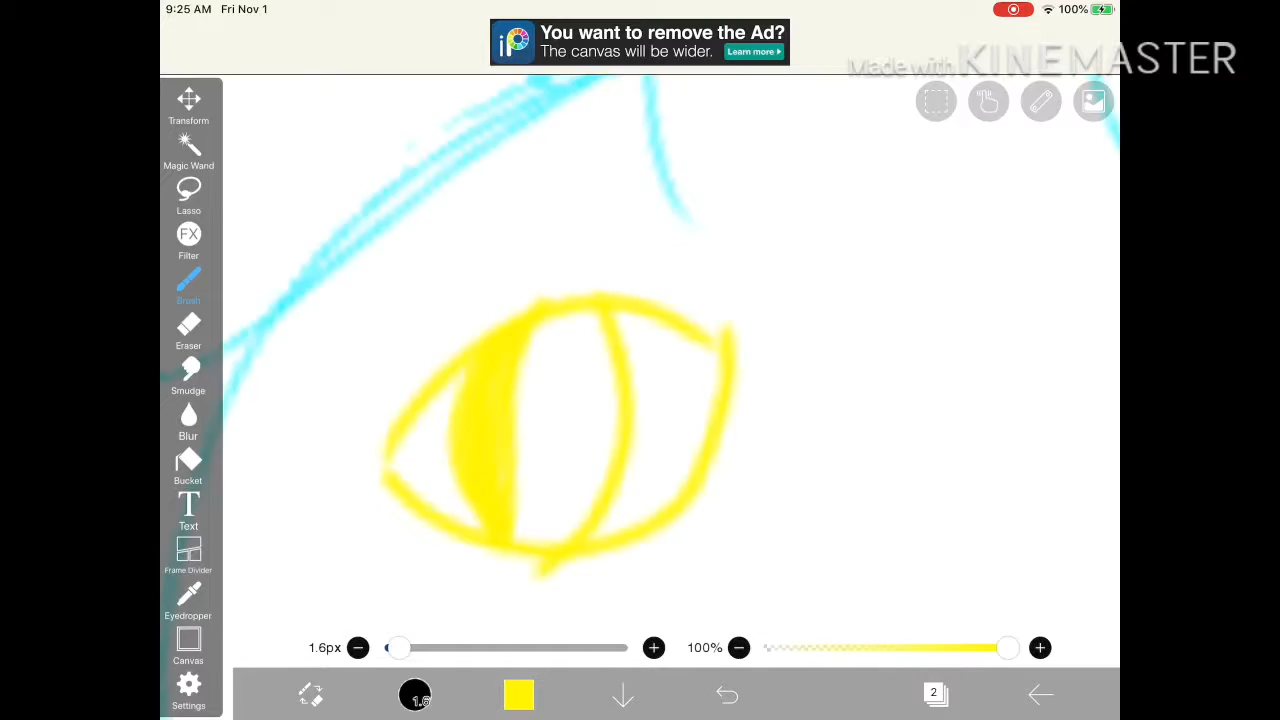 9:25 AM Fri Nov 1
100%
You want to remove the Ad?
The canvas will be wider.
Learn more
Made with KINEMASTER
Transform
Magic Wand
Lasso
FX
Filter
Brush
Eraser
Smudge
Blur
Bucket
T
Text
Frame Divider
Eyedropper
Canvas
Settings
1.6px
100%
1.6
2